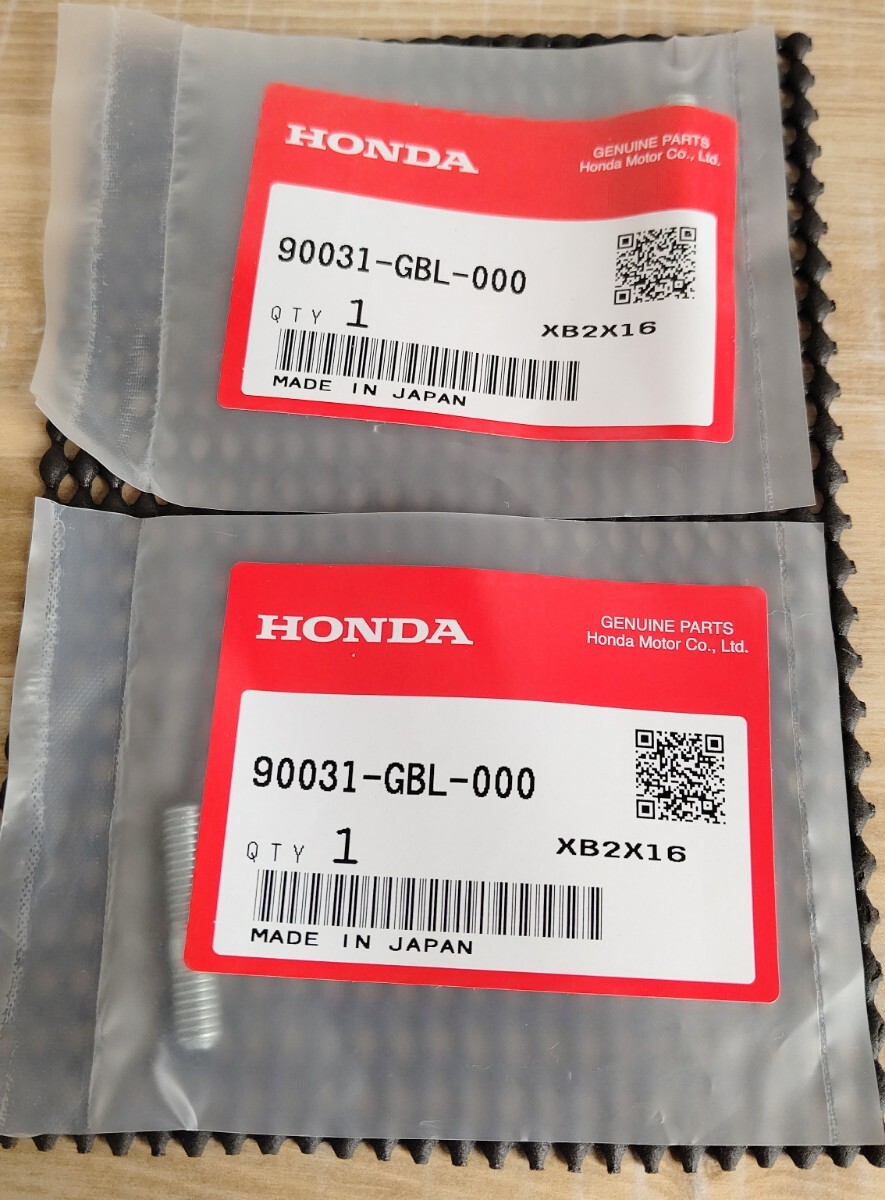 HONDA
GENUINE PARTS
Honda Motor Co., Ltd.
90031-GBL-000
QTY 1
XB2X16
MADE IN JAPAN
HONDA
GENUINE PARTS
Honda Motor Co., Ltd.
90031-GBL-000
QTY 1
XB2X16
MADE IN JAPAN